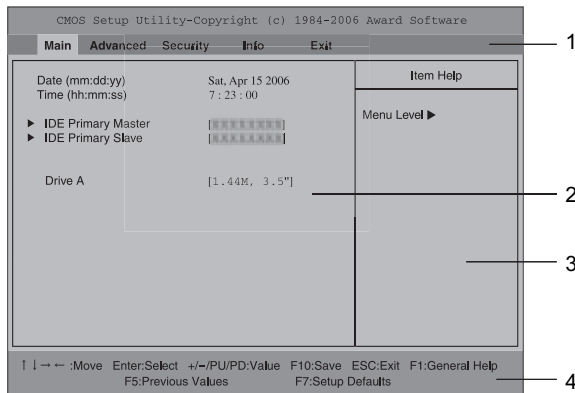 CMOS Setup Utility-Copyright (c) 1984-2006 Award Software
Main Advanced Security Info Exit 1
Date (mm:dd:yy) Sat, Apr 15 2006 Item Help
Time (hh:mm:ss) 7 : 23 : 00
▶ IDE Primary Master Menu Level ▶
▶ IDE Primary Slave
Drive A [1.44M, 3.5"] 2
3
↑↓→← :Move Enter:Select +/–/PU/PD:Value F10:Save ESC:Exit F1:General Help
F5:Previous Values F7:Setup Defaults 4